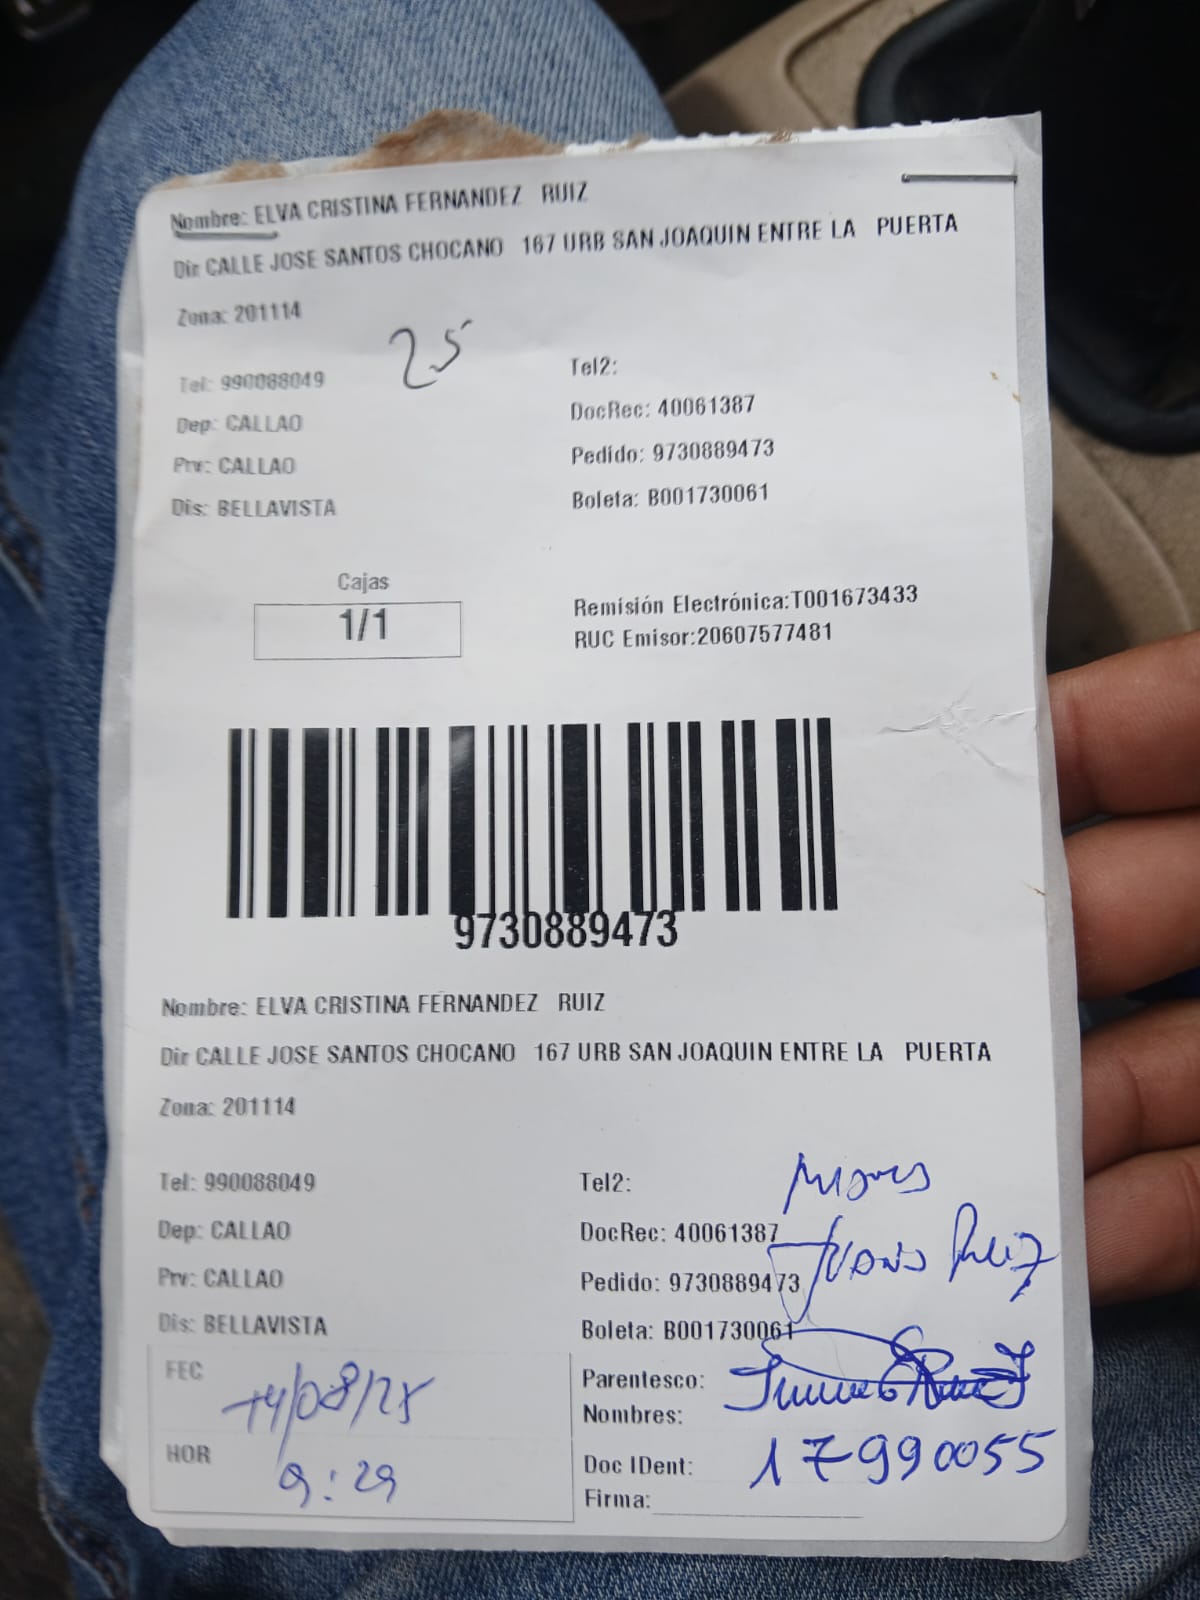 Nombre: ELVA CRISTINA FERNANDEZ RUIZ
Dir CALLE JOSE SANTOS CHOCANO 167 URB SAN JOAQUIN ENTRE LA PUERTA
Zona: 201114
25
Tel: 990088049
Tel2:
Dep: CALLAO
DocRec: 40061387
Prv: CALLAO
Pedido: 9730889473
Dis: BELLAVISTA
Boleta: B001730061
Cajas
1/1
Remisión Electrónica:T001673433
RUC Emisor:20607577481
9730889473
Nombre: ELVA CRISTINA FERNANDEZ RUIZ
Dir CALLE JOSE SANTOS CHOCANO 167 URB SAN JOAQUIN ENTRE LA PUERTA
Zona: 201114
Tel: 990088049
Tel2:
Dep: CALLAO
DocRec: 40061387
Prv: CALLAO
Pedido: 9730889473
Ruiz
Dis: BELLAVISTA
Boleta: B001730061
FEC
14/08/25
Parentesco:
Nombres:
HOR
9:29
Doc IDent: 17990055
Firma: